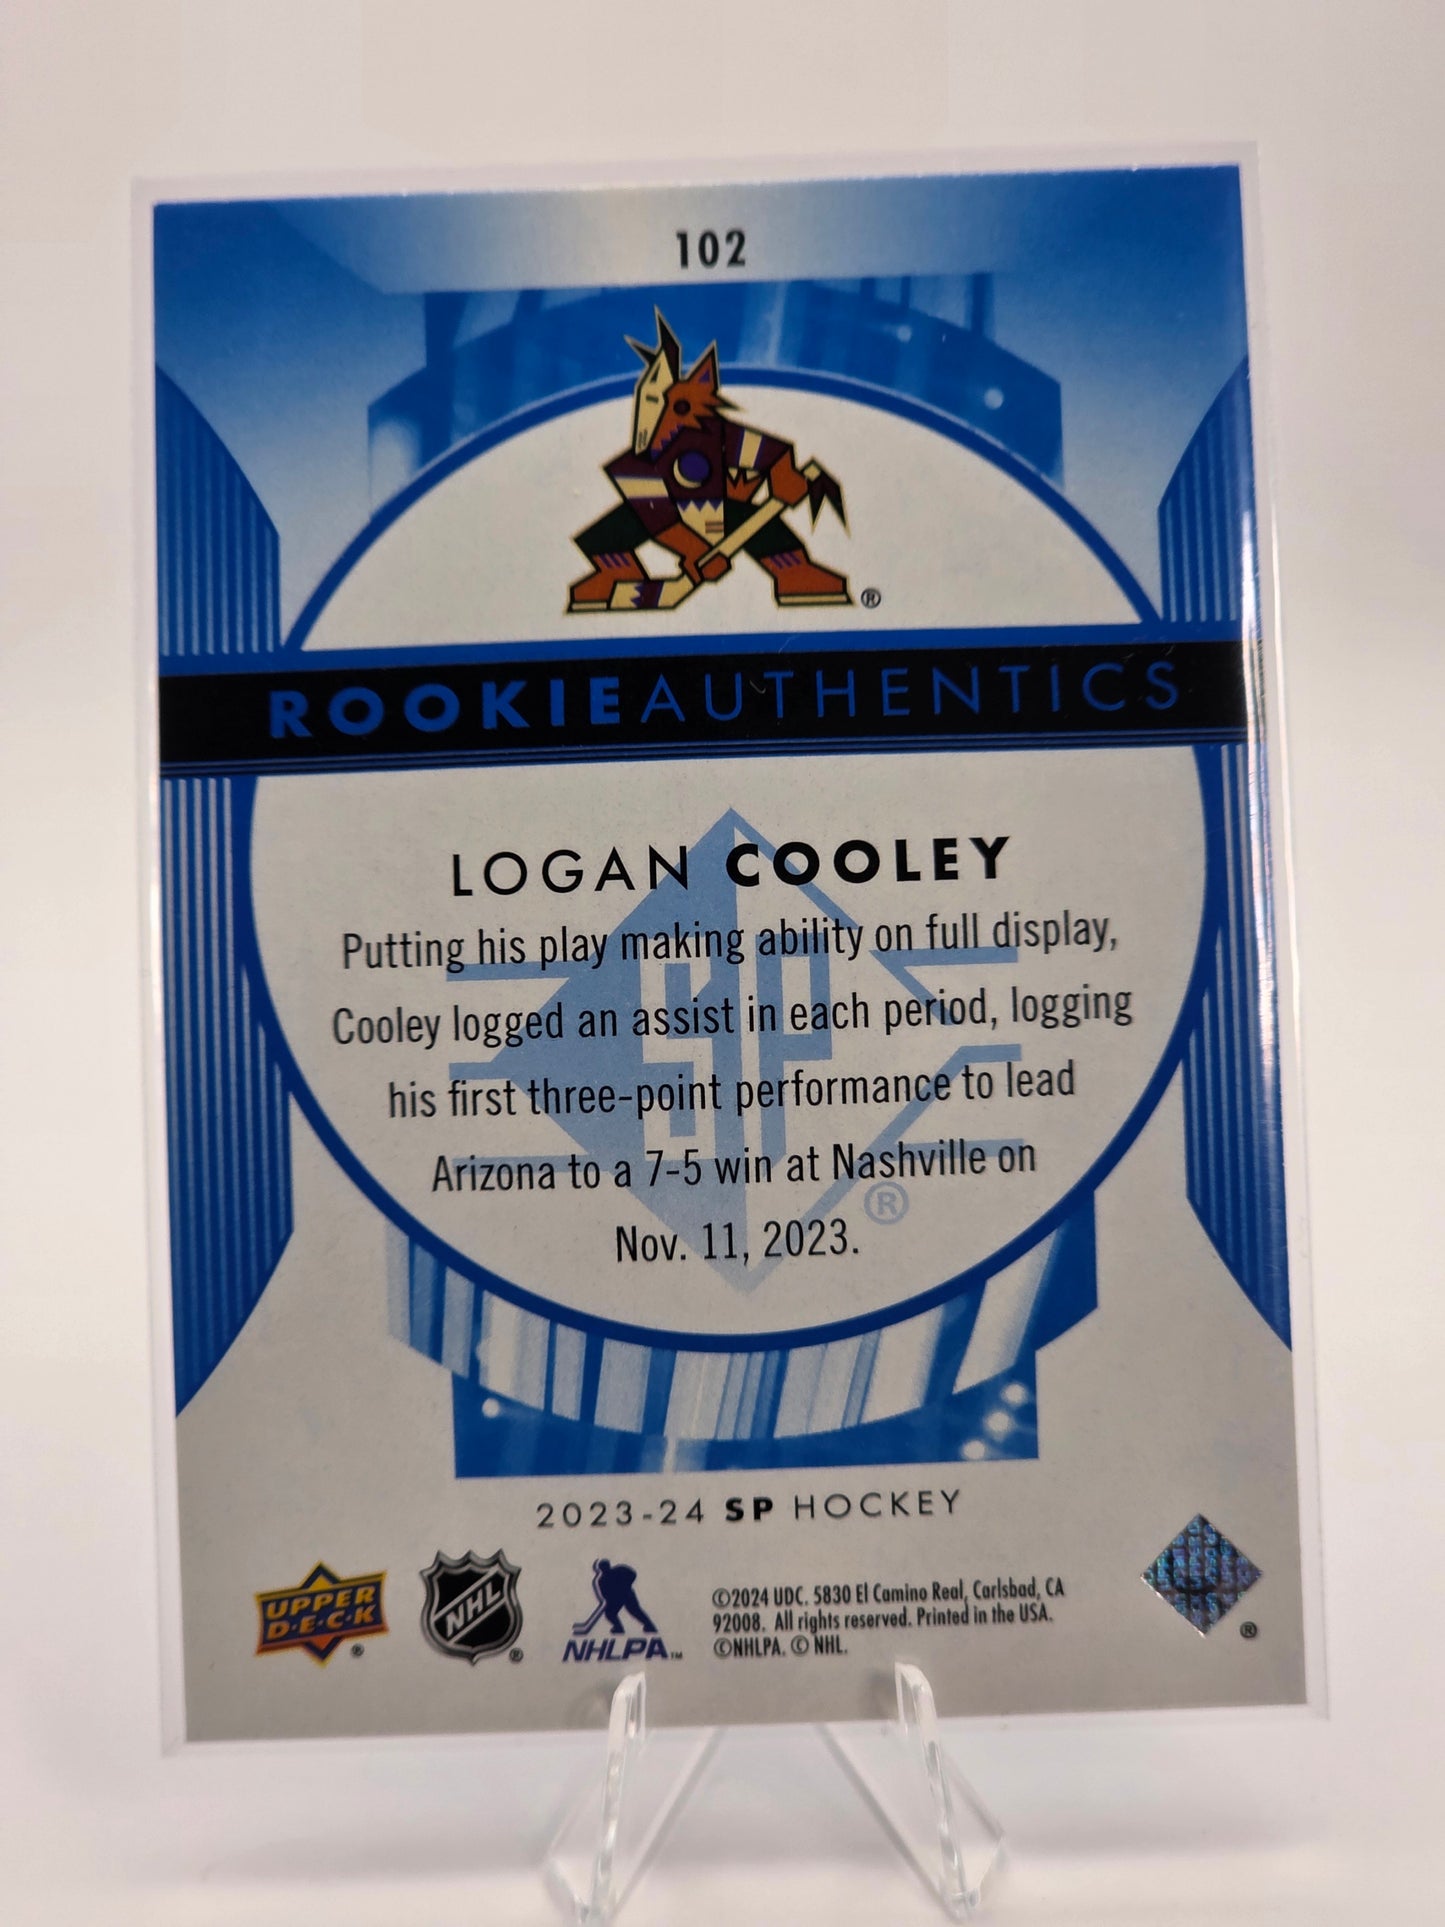 102
®
ROOKIEAUTHENTICS
LOGAN COOLEY
Putting his play making ability on full display,
Cooley logged an assist in each period, logging
his first three-point performance to lead
Arizona to a 7-5 win at Nashville on
Nov. 11, 2023.
SP
®
2023-24 SP HOCKEY
UPPER
D·E·C·K
®
NHL
®
NHLPA™
©2024 UDC. 5830 El Camino Real, Carlsbad, CA
92008. All rights reserved. Printed in the USA.
©NHLPA. © NHL.
®